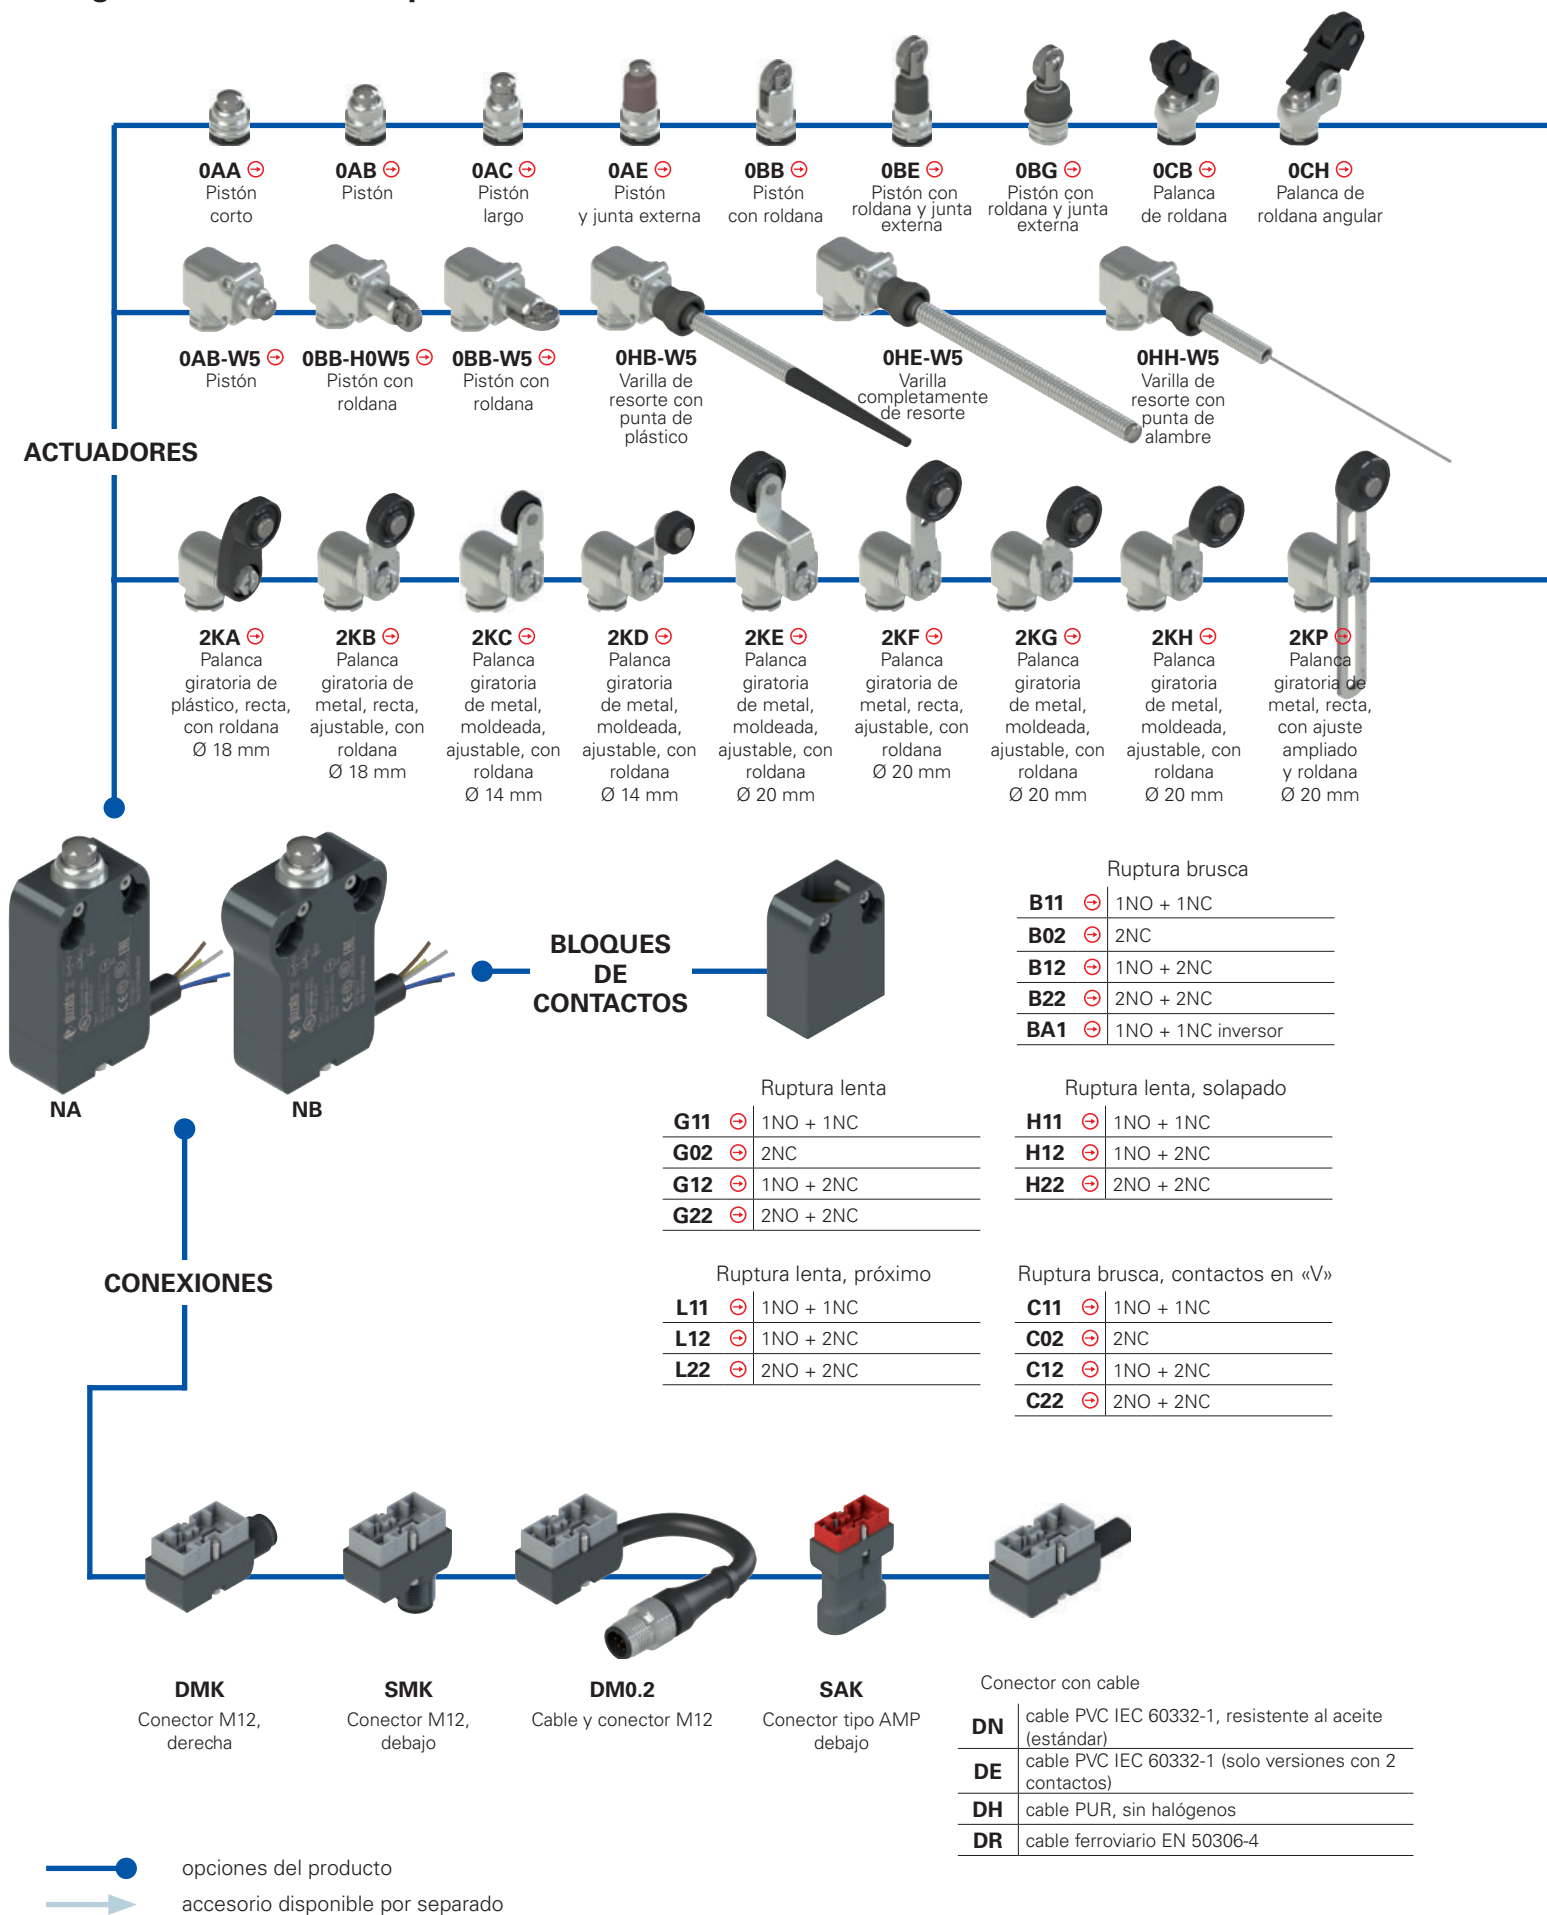 0AA
Pistón
corto
0AB
Pistón
0AC
Pistón
largo
0AE
Pistón
y junta externa
0BB
Pistón
con roldana
0BE
Pistón con
roldana y junta
externa
0BG
Pistón con
roldana y junta
externa
0CB
Palanca
de roldana
0CH
Palanca de
roldana angular
0AB-W5
Pistón
0BB-H0W5
Pistón con
roldana
0BB-W5
Pistón con
roldana
0HB-W5
Varilla de
resorte con
punta de
plástico
0HE-W5
Varilla
completamente
de resorte
0HH-W5
Varilla de
resorte con
punta de
alambre
ACTUADORES
2KA
Palanca
giratoria de
plástico, recta,
con roldana
Ø 18 mm
2KB
Palanca
giratoria de
metal, recta,
ajustable, con
roldana
Ø 18 mm
2KC
Palanca
giratoria
de metal,
moldeada,
ajustable, con
roldana
Ø 14 mm
2KD
Palanca
giratoria
de metal,
moldeada,
ajustable, con
roldana
Ø 14 mm
2KE
Palanca
giratoria
de metal,
moldeada,
ajustable, con
roldana
Ø 20 mm
2KF
Palanca
giratoria de
metal, recta,
ajustable, con
roldana
Ø 20 mm
2KG
Palanca
giratoria
de metal,
moldeada,
ajustable, con
roldana
Ø 20 mm
2KH
Palanca
giratoria
de metal,
moldeada,
ajustable, con
roldana
Ø 20 mm
2KP
Palanca
giratoria de
metal, recta,
con ajuste
ampliado
y roldana
Ø 20 mm
NA
NB
BLOQUES
DE
CONTACTOS
Ruptura brusca
B11 1NO + 1NC
B02 2NC
B12 1NO + 2NC
B22 2NO + 2NC
BA1 1NO + 1NC inversor
Ruptura lenta
G11 1NO + 1NC
G02 2NC
G12 1NO + 2NC
G22 2NO + 2NC
Ruptura lenta, solapado
H11 1NO + 1NC
H12 1NO + 2NC
H22 2NO + 2NC
Ruptura lenta, próximo
L11 1NO + 1NC
L12 1NO + 2NC
L22 2NO + 2NC
Ruptura brusca, contactos en «V»
C11 1NO + 1NC
C02 2NC
C12 1NO + 2NC
C22 2NO + 2NC
CONEXIONES
DMK
Conector M12,
derecha
SMK
Conector M12,
debajo
DM0.2
Cable y conector M12
SAK
Conector tipo AMP
debajo
Conector con cable
DN cable PVC IEC 60332-1, resistente al aceite
(estándar)
DE cable PVC IEC 60332-1 (solo versiones con 2
contactos)
DH cable PUR, sin halógenos
DR cable ferroviario EN 50306-4
opciones del producto
accesorio disponible por separado